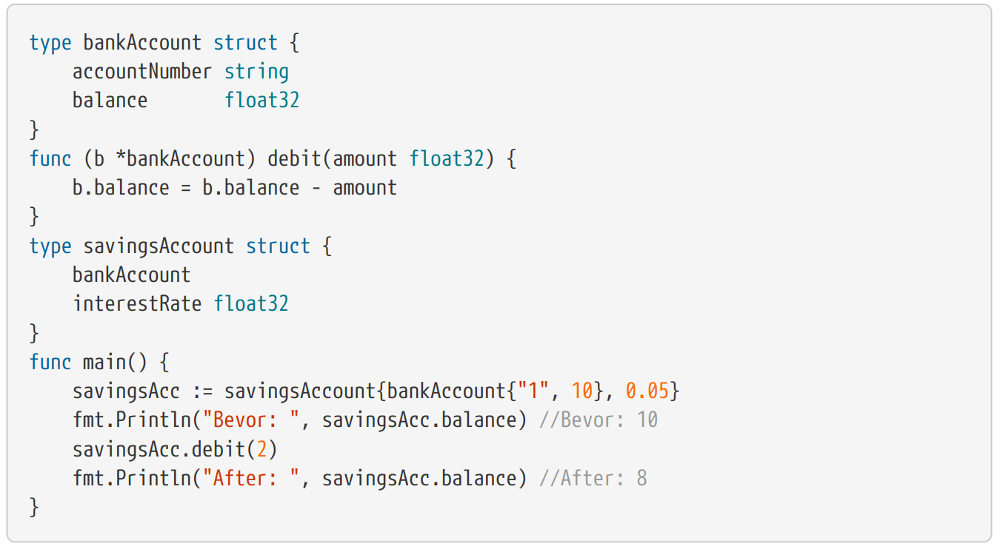 type bankAccount struct {
    accountNumber string
    balance       float32
}
func (b *bankAccount) debit(amount float32) {
    b.balance = b.balance - amount
}
type savingsAccount struct {
    bankAccount
    interestRate float32
}
func main() {
    savingsAcc := savingsAccount{bankAccount{"1", 10}, 0.05}
    fmt.Println("Bevor: ", savingsAcc.balance) //Bevor: 10
    savingsAcc.debit(2)
    fmt.Println("After: ", savingsAcc.balance) //After: 8
}